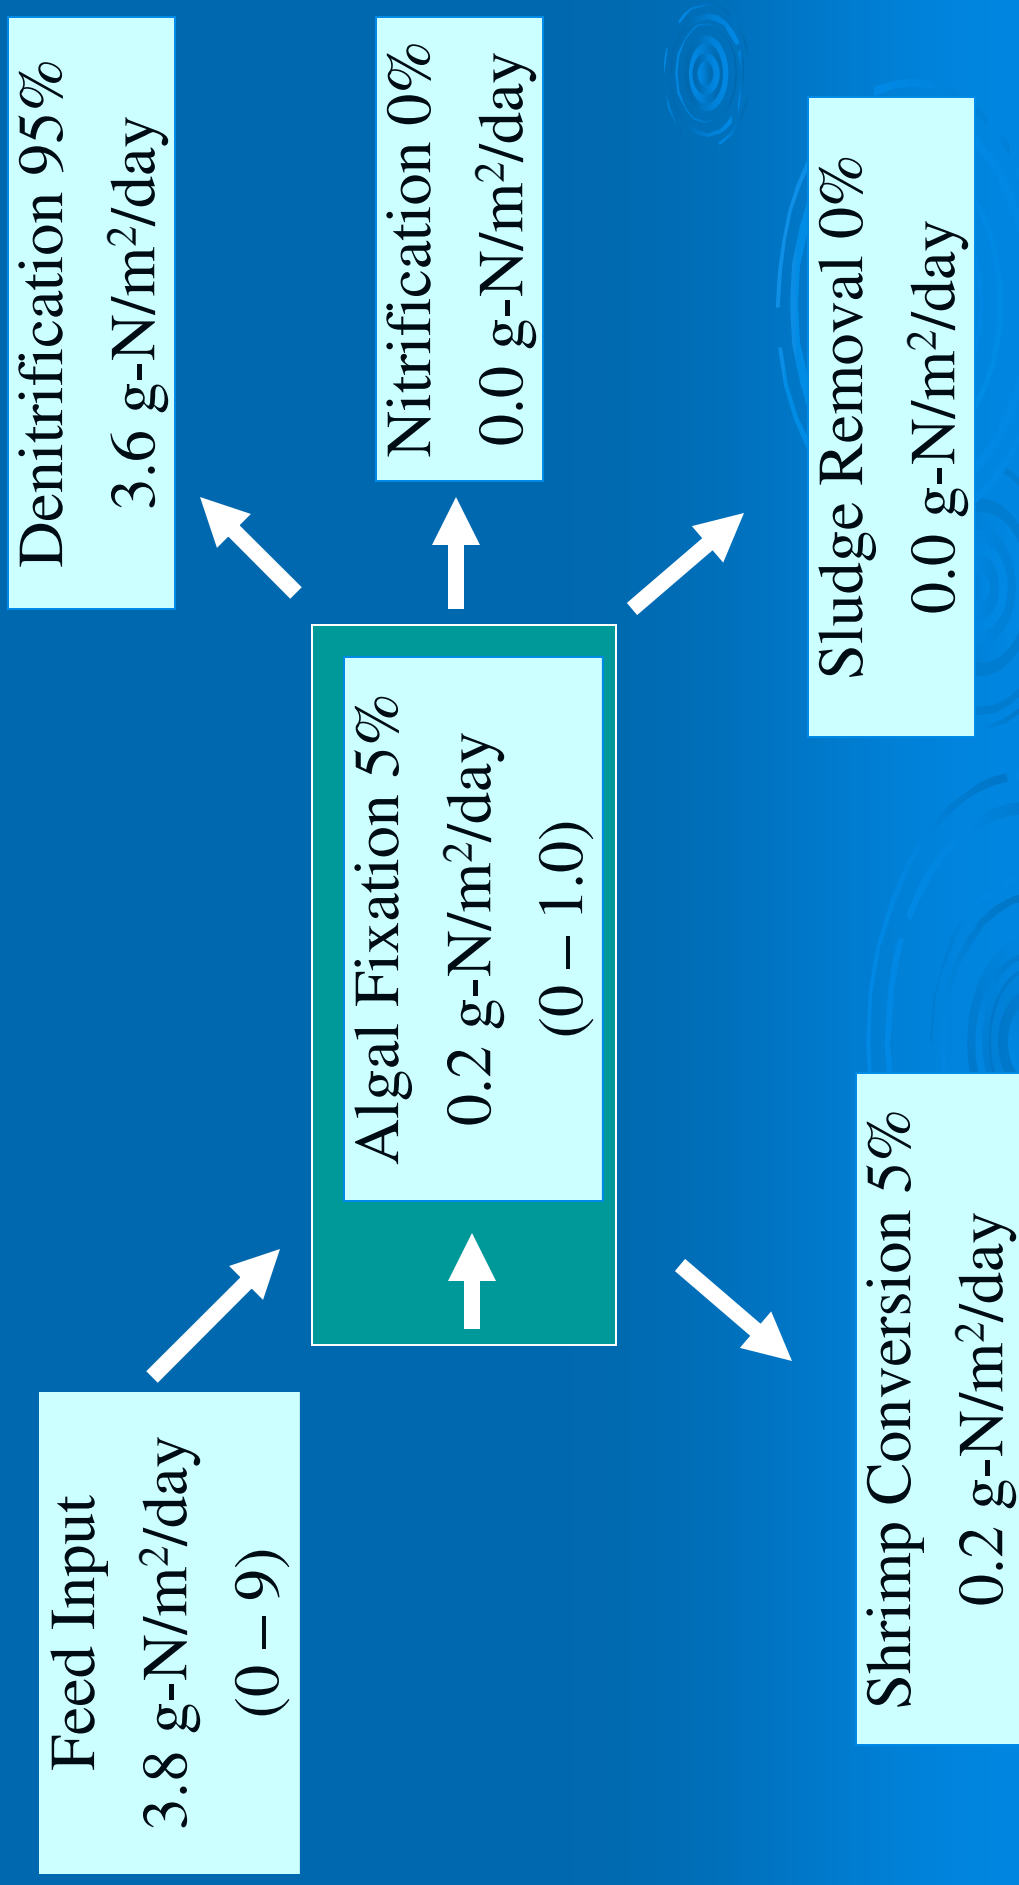 Feed Input
3.8 g-N/m²/day
(0 – 9)
Denitrification 95%
3.6 g-N/m²/day
Algal Fixation 5%
0.2 g-N/m²/day
(0 – 1.0)
Nitrification 0%
0.0 g-N/m²/day
Shrimp Conversion 5%
0.2 g-N/m²/day
Sludge Removal 0%
0.0 g-N/m²/day